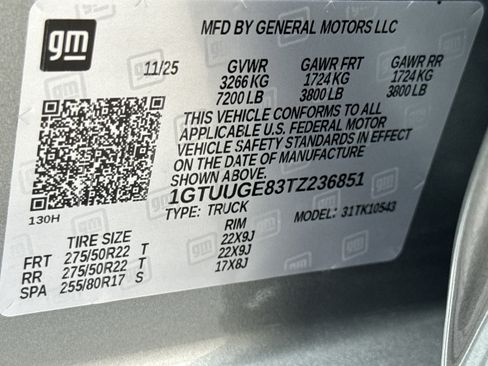 gm
MFD BY GENERAL MOTORS LLC
11/25 GVWR GAWR FRT GAWR RR
3266 KG 1724 KG 1724 KG
7200 LB 3800 LB 3800 LB
THIS VEHICLE CONFORMS TO ALL
APPLICABLE U.S. FEDERAL MOTOR
VEHICLE SAFETY STANDARDS IN EFFECT
ON THE DATE OF MANUFACTURE
SHOWN ABOVE.
1GTUUGE83TZ236851
130H TYPE: TRUCK MODEL: 31TK10543
TIRE SIZE RIM
FRT 275/50R22 T 22X9J
RR 275/50R22 T 22X9J
SPA 255/80R17 S 17X8J